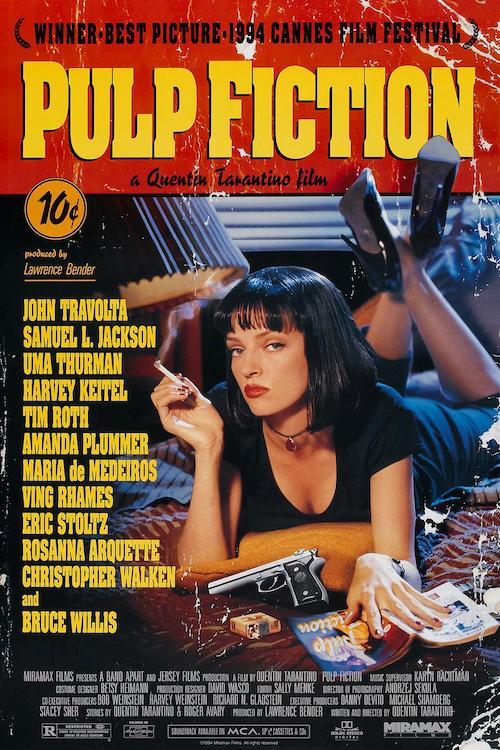 WINNER·BEST PICTURE·1994 CANNES FILM FESTIVAL
PULP FICTION
a Quentin Tarantino film
10¢
produced by
Lawrence Bender
JOHN TRAVOLTA
SAMUEL L. JACKSON
UMA THURMAN
HARVEY KEITEL
TIM ROTH
AMANDA PLUMMER
MARIA de MEDEIROS
VING RHAMES
ERIC STOLTZ
ROSANNA ARQUETTE
CHRISTOPHER WALKEN
and
BRUCE WILLIS
Pulp
Fiction
MIRAMAX FILMS PRESENTS A BAND APART AND JERSEY FILMS PRODUCTION A FILM BY QUENTIN TARANTINO PULP FICTION MUSIC SUPERVISOR KARYN RACHTMAN
COSTUME DESIGNER BETSY HEIMANN PRODUCTION DESIGNER DAVID WASCO EDITOR SALLY MENKE DIRECTOR OF PHOTOGRAPHY ANDRZEJ SEKULA
CO-EXECUTIVE PRODUCERS BOB WEINSTEIN HARVEY WEINSTEIN RICHARD N. GLADSTEIN EXECUTIVE PRODUCERS DANNY DEVITO MICHAEL SHAMBERG
STACEY SHER STORIES BY QUENTIN TARANTINO & ROGER AVARY PRODUCED BY LAWRENCE BENDER WRITTEN AND DIRECTED BY QUENTIN TARANTINO
R RESTRICTED
SOUNDTRACK AVAILABLE ON MCA LP'S, CASSETTES & CDs
DOLBY
DIGITAL
MIRAMAX
©1994 Miramax Films. All rights reserved.